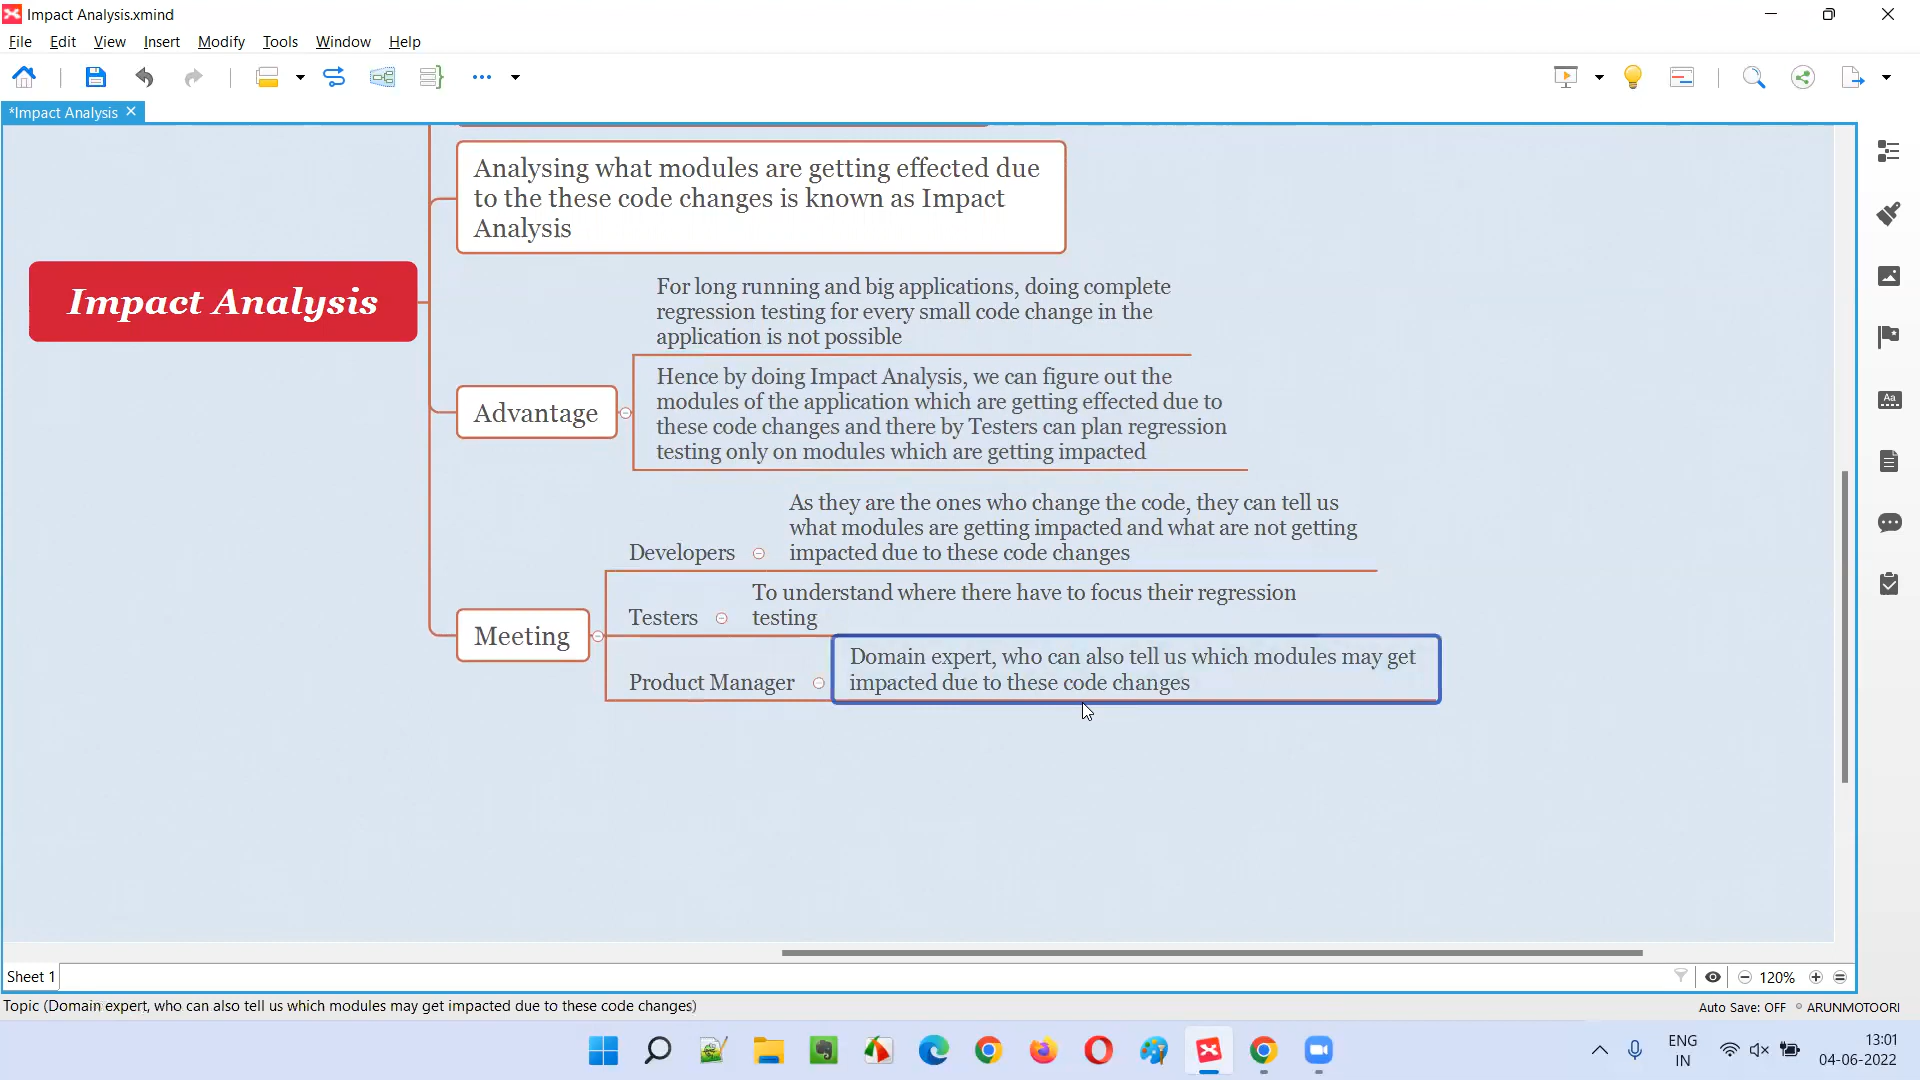 Impact Analysis.xmind
File Edit View Insert Modify Tools Window Help
*Impact Analysis
Analysing what modules are getting effected due
to the these code changes is known as Impact
Analysis
Impact Analysis
For long running and big applications, doing complete
regression testing for every small code change in the
application is not possible
Advantage
Hence by doing Impact Analysis, we can figure out the
modules of the application which are getting effected due to
these code changes and there by Testers can plan regression
testing only on modules which are getting impacted
Meeting
Developers
As they are the ones who change the code, they can tell us
what modules are getting impacted and what are not getting
impacted due to these code changes
Testers
To understand where there have to focus their regression
testing
Product Manager
Domain expert, who can also tell us which modules may get
impacted due to these code changes
Aa
Sheet 1
120%
Topic (Domain expert, who can also tell us which modules may get impacted due to these code changes)
Auto Save: OFF
ARUNMOTOORI
ENG
IN
13:01
04-06-2022